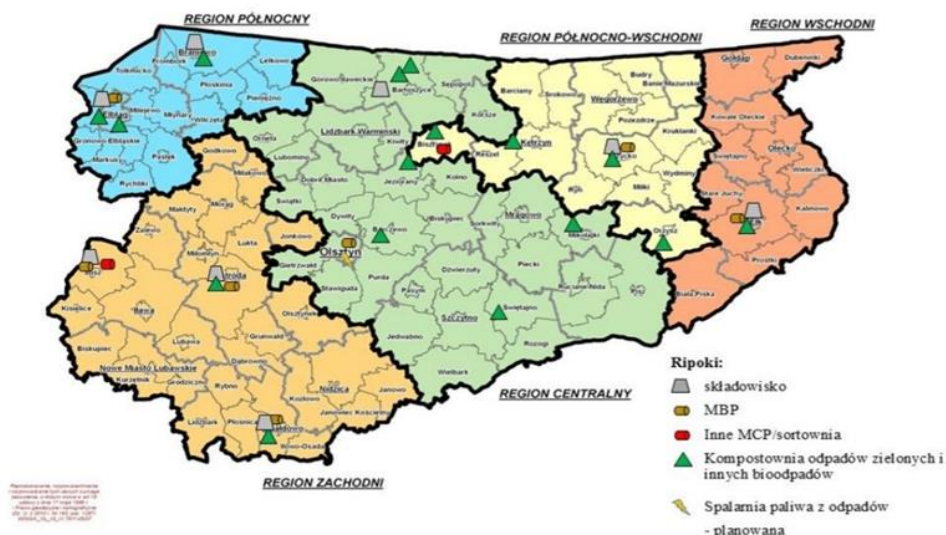 REGION PÓŁNOCNY
REGION WSCHODNI
REGION PÓŁNOCNO-WSCHODNI
Braniewo
Frombork
Lelkowo
Tolkmicko
Płoskinia
Pieniężno
Milejewo
Młynary
Wilczęta
Elbląg
Gronowo-Elbląskie
Markusy
Pasłęk
Rychliki
Godkowo
Górowo-Iławeckie
Bartoszyce
Sępopol
Korsze
Orneta
Lidzbark Warmiński
Kiwity
Lubomino
Dobre Miasto
Jeziorany
Kolno
Reszel
Kętrzyn
Barciany
Srokowo
Węgorzewo
Budry
Banie Mazurskie
Pozezdrze
Kruklanki
Wydminy
Ryn
Miłki
Orzysz
Gołdap
Dubeninki
Kowale Oleckie
Olecko
Świętajno
Wieliczki
Stare Juchy
Kalinowo
Prostki
Biała Piska
Świątki
Dywity
Barczewo
Biskupiec
Sorkwity
Mrągowo
Mikołajki
Olsztyn
Gietrzwałd
Stawiguda
Purda
Pasym
Dźwierzuty
Piecki
Ruciane-Nida
Pisz
Szczytno
Świętajno
Jedwabno
Rozogi
Wielbark
Miłakowo
Małdyty
Morąg
Zalewo
Łukta
Jonkowo
Miłomłyn
Susz
Ostróda
Kisielice
Iława
Olsztynek
Grunwald
Biskupiec
Lubawa
Dąbrówno
Nowe Miasto Lubawskie
Kurzętnik
Grodziczno
Rybno
Nidzica
Kozłowo
Janowo
Janowiec Kościelny
Lidzbark
Płośnica
Działdowo
Iłowo-Osada
REGION CENTRALNY
REGION ZACHODNI
Ripoki:
składowisko
MBP
Inne MCP/sortownia
Kompostownia odpadów zielonych i
innych bioodpadów
Spalarnia paliwa z odpadów
- planowana